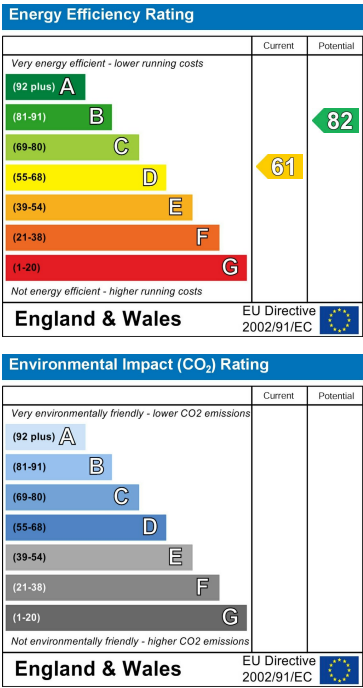 Energy Efficiency Rating
Current Potential
Very energy efficient - lower running costs
(92 plus) A
(81-91) B
82
(69-80) C
(55-68) D
61
(39-54) E
(21-38) F
(1-20) G
Not energy efficient - higher running costs
England & Wales
EU Directive
2002/91/EC
Environmental Impact (CO2) Rating
Current Potential
Very environmentally friendly - lower CO2 emissions
(92 plus) A
(81-91) B
(69-80) C
(55-68) D
(39-54) E
(21-38) F
(1-20) G
Not environmentally friendly - higher CO2 emissions
England & Wales
EU Directive
2002/91/EC